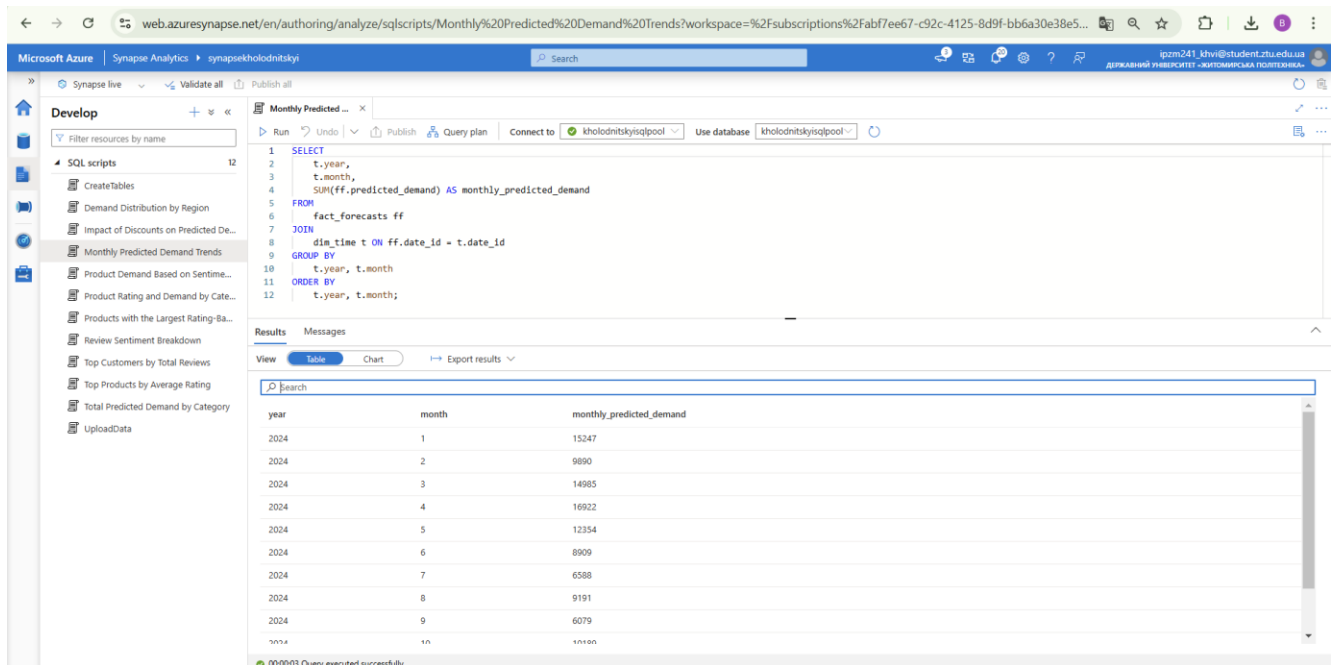 web.azuresynapse.net/en/authoring/analyze/sqlscripts/Monthly%20Predicted%20Demand%20Trends?workspace=%2Fsubscriptions%2Fabf7ee67-c92c-4125-8d9f-bb6a30e38e5...
B
Microsoft Azure Synapse Analytics synapsekholodnitskyi Search 3 20 ipzm241_khvi@student.ztu.edu.ua
ДЕРЖАВНИЙ УНІВЕРСИТЕТ «ЖИТОМИРСЬКА ПОЛІТЕХНІКА»
Synapse live Validate all Publish all
Develop
Filter resources by name
SQL scripts 12
CreateTables
Demand Distribution by Region
Impact of Discounts on Predicted De...
Monthly Predicted Demand Trends
Product Demand Based on Sentime...
Product Rating and Demand by Cate...
Products with the Largest Rating-Ba...
Review Sentiment Breakdown
Top Customers by Total Reviews
Top Products by Average Rating
Total Predicted Demand by Category
UploadData
Monthly Predicted ...
Run Undo Publish Query plan Connect to kholodnitskyisqlpool Use database kholodnitskyisqlpool
1 SELECT
2 t.year,
3 t.month,
4 SUM(ff.predicted_demand) AS monthly_predicted_demand
5 FROM
6 fact_forecasts ff
7 JOIN
8 dim_time t ON ff.date_id = t.date_id
9 GROUP BY
10 t.year, t.month
11 ORDER BY
12 t.year, t.month;
Results Messages
View Table Chart Export results
Search
year month monthly_predicted_demand
2024 1 15247
2024 2 9890
2024 3 14985
2024 4 16922
2024 5 12354
2024 6 8909
2024 7 6588
2024 8 9191
2024 9 6079
2024 10 10180
00:00:03 Query executed successfully.